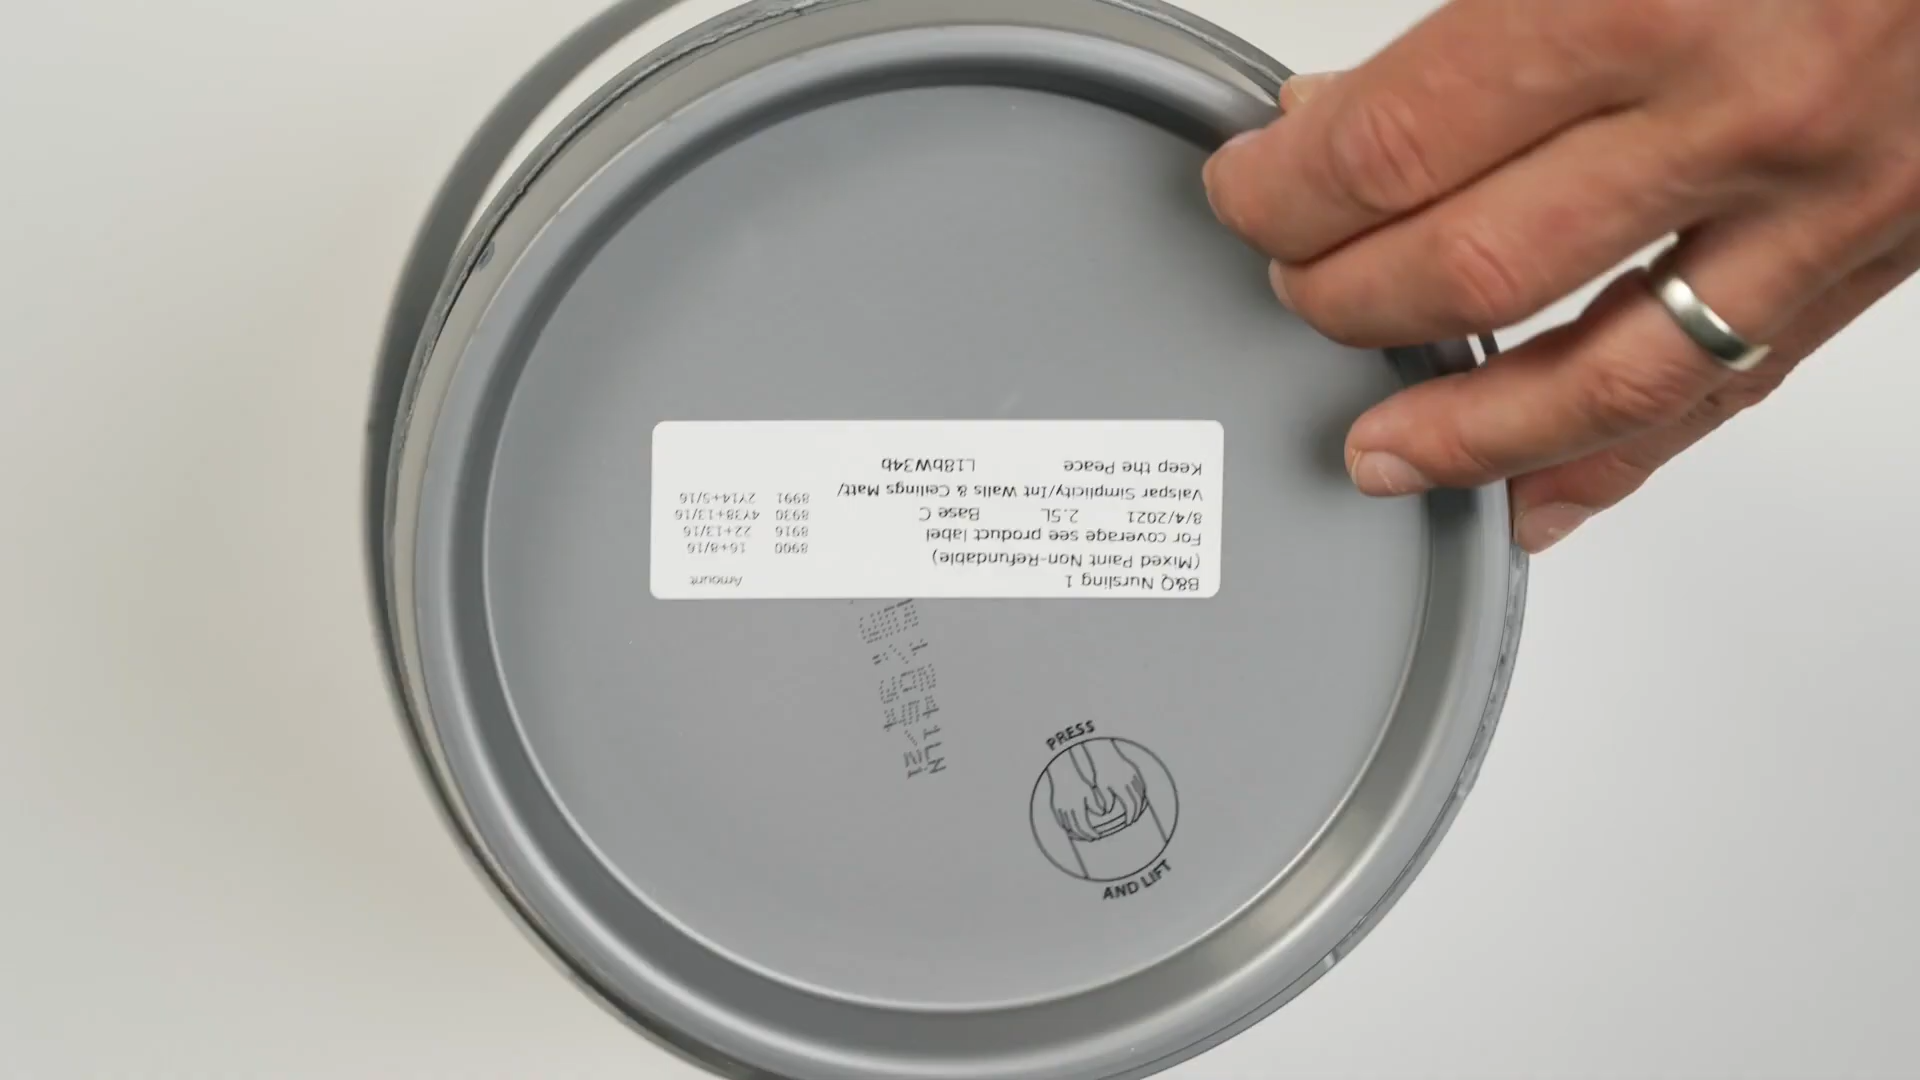 B&Q Nursling 1
Amount
(Mixed Paint Non-Refundable)
8900 16+8/16
For coverage see product label
8916 22+13/16
8/4/2021 2.5L Base C
8930 4Y38+13/16
Valspar Simplicity/Int Walls & Ceilings Matt/
8991 2Y14+5/16
Keep the Peace L18bW34b
PRESS
AND LIFT